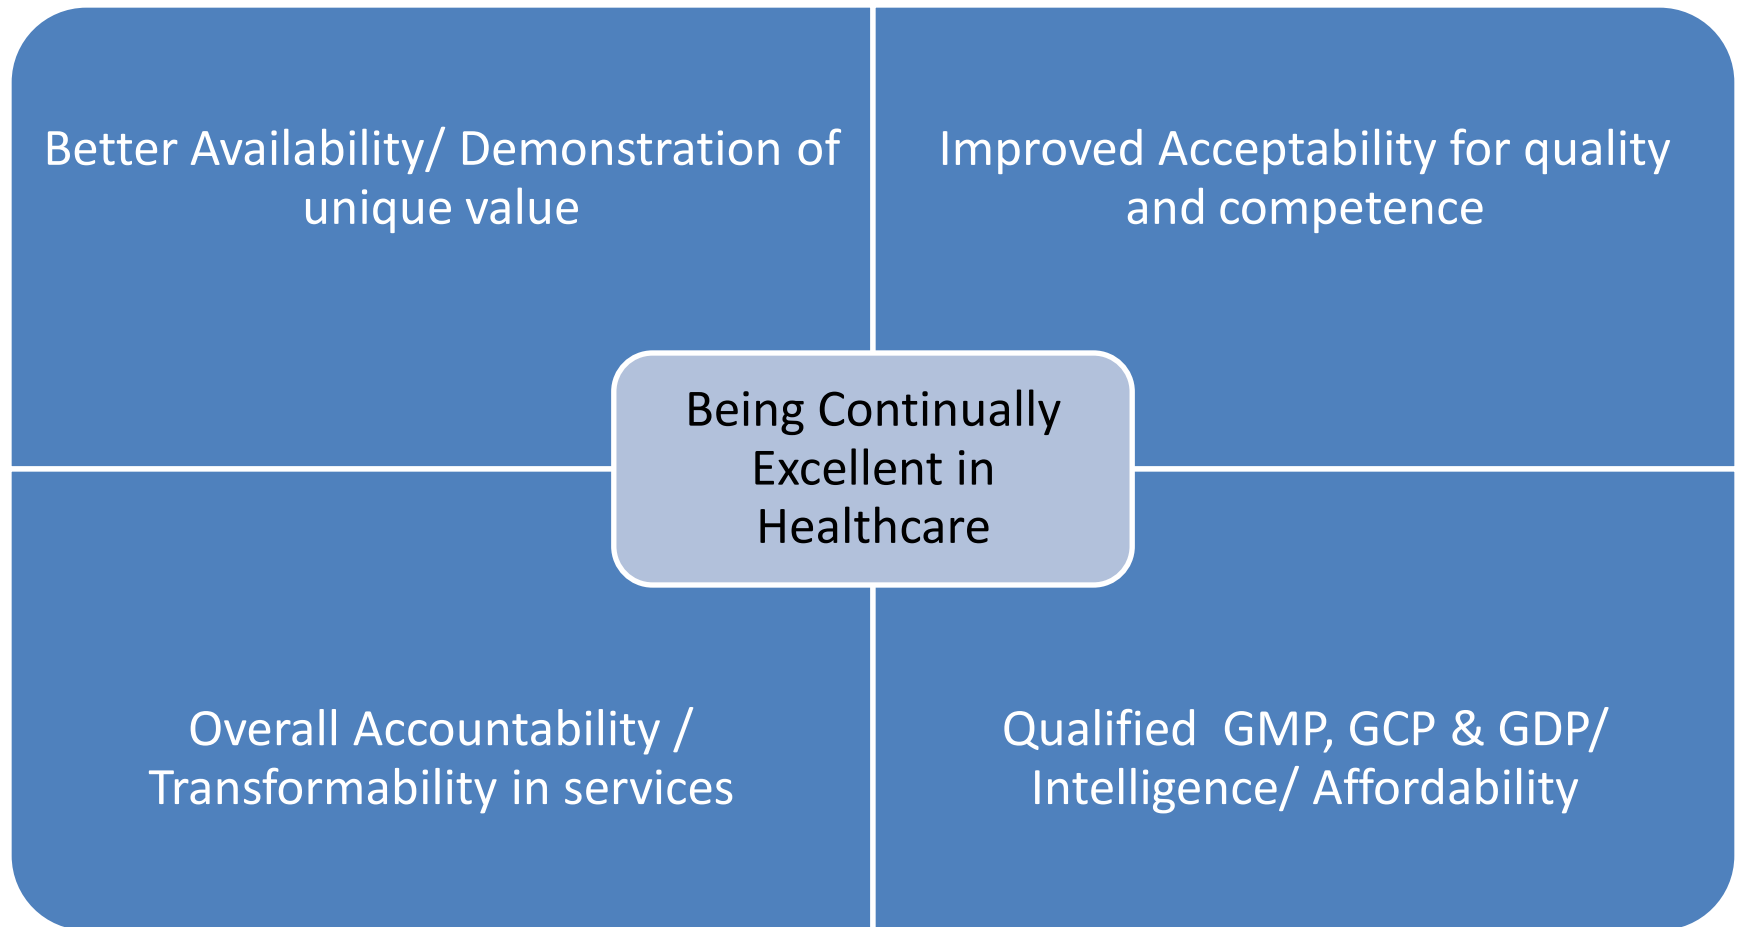 Better Availability/ Demonstration of
unique value
Improved Acceptability for quality
and competence
Being Continually
Excellent in
Healthcare
Overall Accountability /
Transformability in services
Qualified  GMP, GCP & GDP/
Intelligence/ Affordability